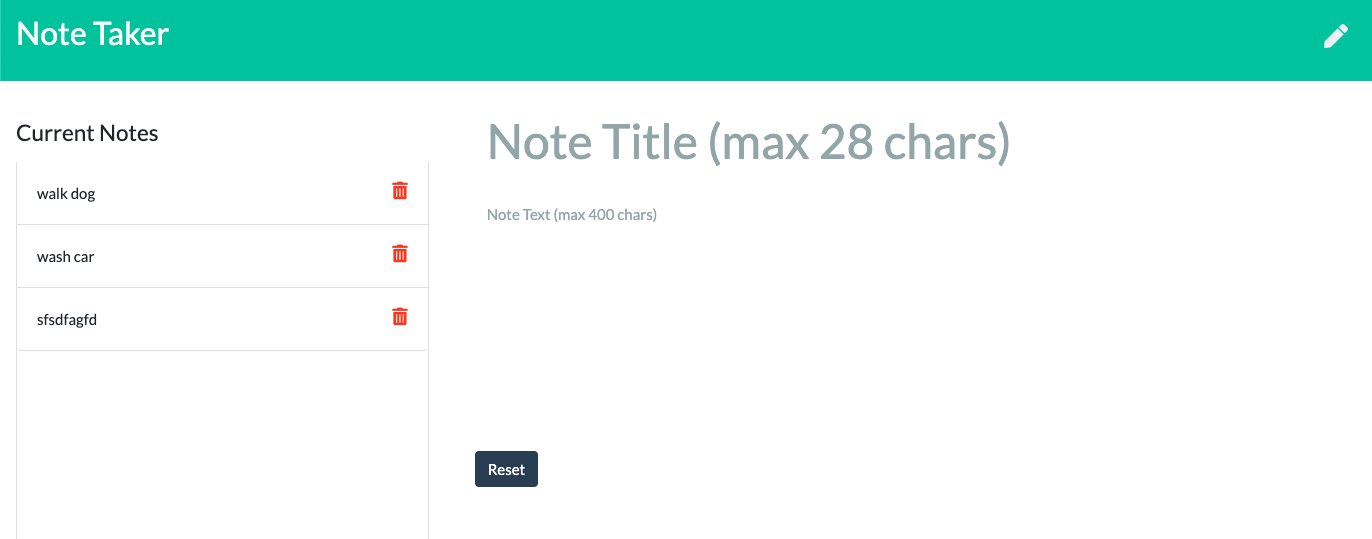 Note Taker
Current Notes
walk dog
wash car
sfsdfagfd
Note Title (max 28 chars)
Note Text (max 400 chars)
Reset